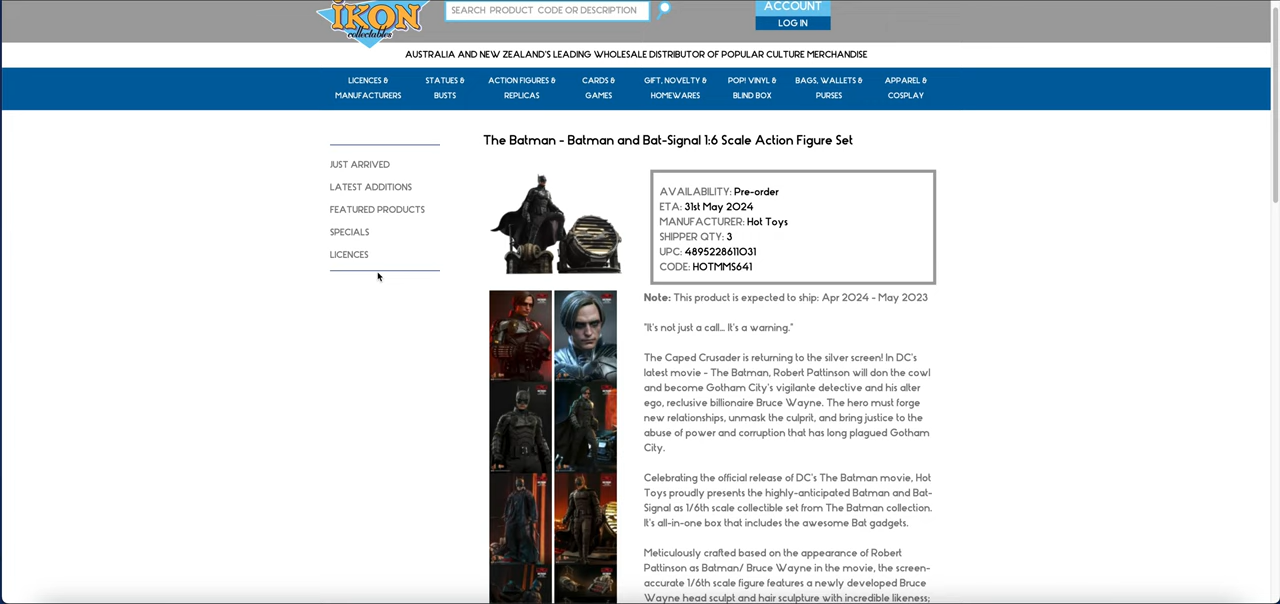 IKON
collectables
SEARCH PRODUCT CODE OR DESCRIPTION
ACCOUNT
LOG IN
AUSTRALIA AND NEW ZEALAND'S LEADING WHOLESALE DISTRIBUTOR OF POPULAR CULTURE MERCHANDISE
LICENCES &
MANUFACTURERS
STATUES &
BUSTS
ACTION FIGURES &
REPLICAS
CARDS &
GAMES
GIFT, NOVELTY &
HOMEWARES
POP! VINYL &
BLIND BOX
BAGS, WALLETS &
PURSES
APPAREL &
COSPLAY
JUST ARRIVED
LATEST ADDITIONS
FEATURED PRODUCTS
SPECIALS
LICENCES
The Batman - Batman and Bat-Signal 1:6 Scale Action Figure Set
AVAILABILITY: Pre-order
ETA: 31st May 2024
MANUFACTURER: Hot Toys
SHIPPER QTY: 3
UPC: 4895228611031
CODE: HOTMMS641
Note: This product is expected to ship: Apr 2024 - May 2023
"It's not just a call... It's a warning."
The Caped Crusader is returning to the silver screen! In DC's
latest movie - The Batman, Robert Pattinson will don the cowl
and become Gotham City's vigilante detective and his alter
ego, reclusive billionaire Bruce Wayne. The hero must forge
new relationships, unmask the culprit, and bring justice to the
abuse of power and corruption that has long plagued Gotham
City.
Celebrating the official release of DC's The Batman movie, Hot
Toys proudly presents the highly-anticipated Batman and Bat-
Signal as 1/6th scale collectible set from The Batman collection.
It's all-in-one box that includes the awesome Bat gadgets.
Meticulously crafted based on the appearance of Robert
Pattinson as Batman/ Bruce Wayne in the movie, the screen-
accurate 1/6th scale figure features a newly developed Bruce
Wayne head sculpt and hair sculpture with incredible likeness;